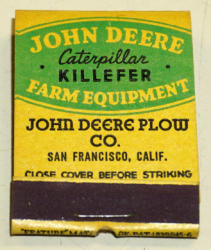 JOHN DEERE
Caterpillar
• KILLEFER •
FARM EQUIPMENT
JOHN DEERE PLOW
CO.
SAN FRANCISCO, CALIF.
CLOSE COVER BEFORE STRIKING